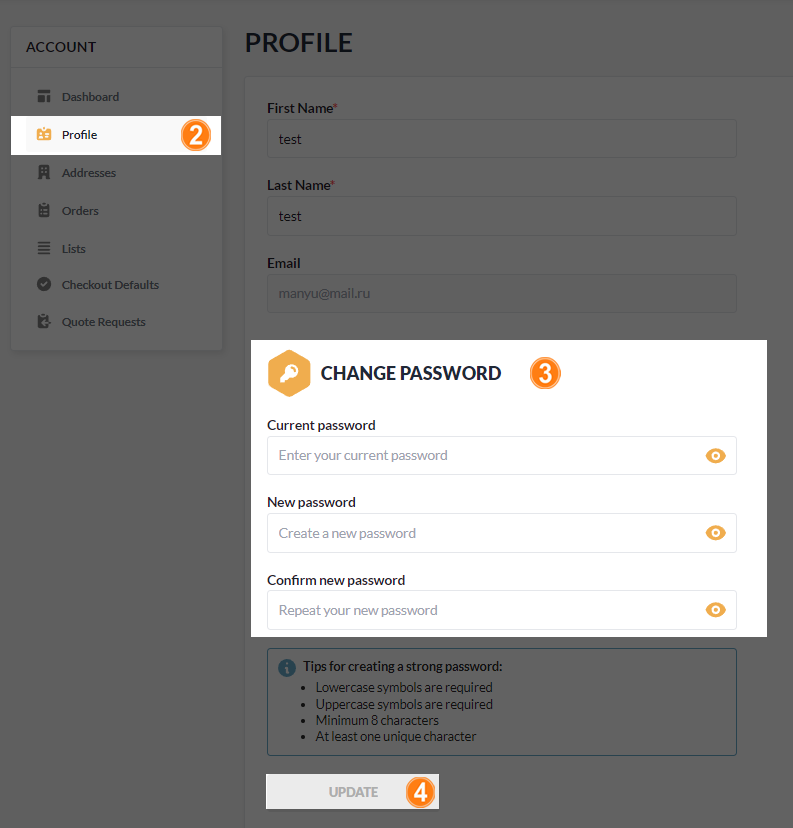 ACCOUNT
Dashboard
Profile 2
Addresses
Orders
Lists
Checkout Defaults
Quote Requests
PROFILE
First Name*
test
Last Name*
test
Email
manyu@mail.ru
CHANGE PASSWORD 3
Current password
Enter your current password
New password
Create a new password
Confirm new password
Repeat your new password
Tips for creating a strong password:
• Lowercase symbols are required
• Uppercase symbols are required
• Minimum 8 characters
• At least one unique character
UPDATE 4